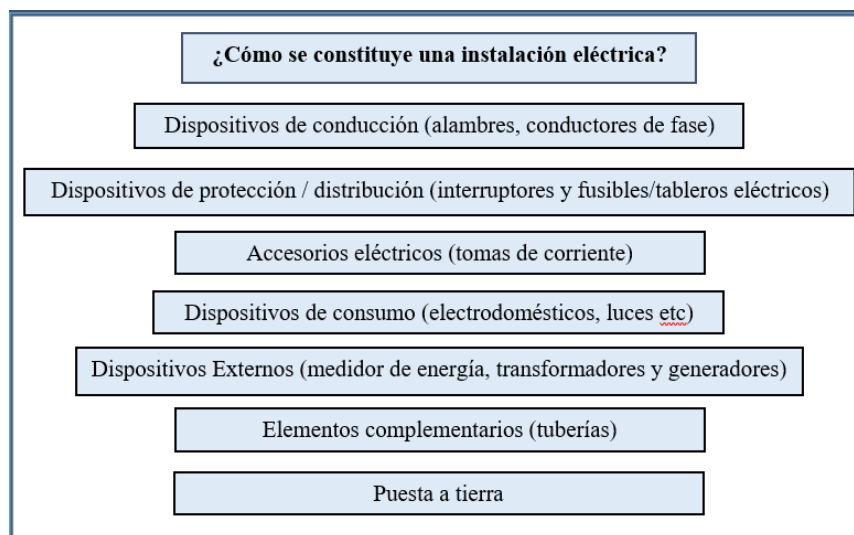 ¿Cómo se constituye una instalación eléctrica?
Dispositivos de conducción (alambres, conductores de fase)
Dispositivos de protección / distribución (interruptores y fusibles/tableros eléctricos)
Accesorios eléctricos (tomas de corriente)
Dispositivos de consumo (electrodomésticos, luces etc)
Dispositivos Externos (medidor de energía, transformadores y generadores)
Elementos complementarios (tuberías)
Puesta a tierra